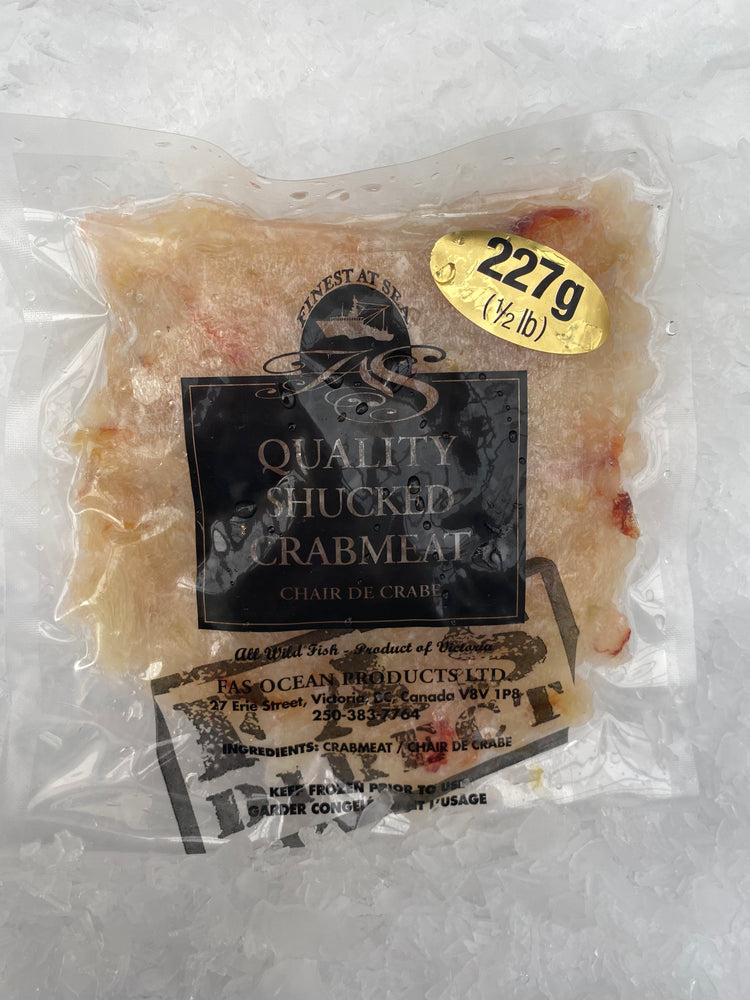 FINEST AT SEA
FAS
227g
(½ lb)
QUALITY
SHUCKED
CRABMEAT
CHAIR DE CRABE
All Wild Fish - Product of Victoria
FAS OCEAN PRODUCTS LTD.
27 Erie Street, Victoria, BC, Canada V8V 1P8
250-383-7764
INGREDIENTS: CRABMEAT / CHAIR DE CRABE
KEEP FROZEN PRIOR TO USE
GARDER CONGELÉ L'USAGE